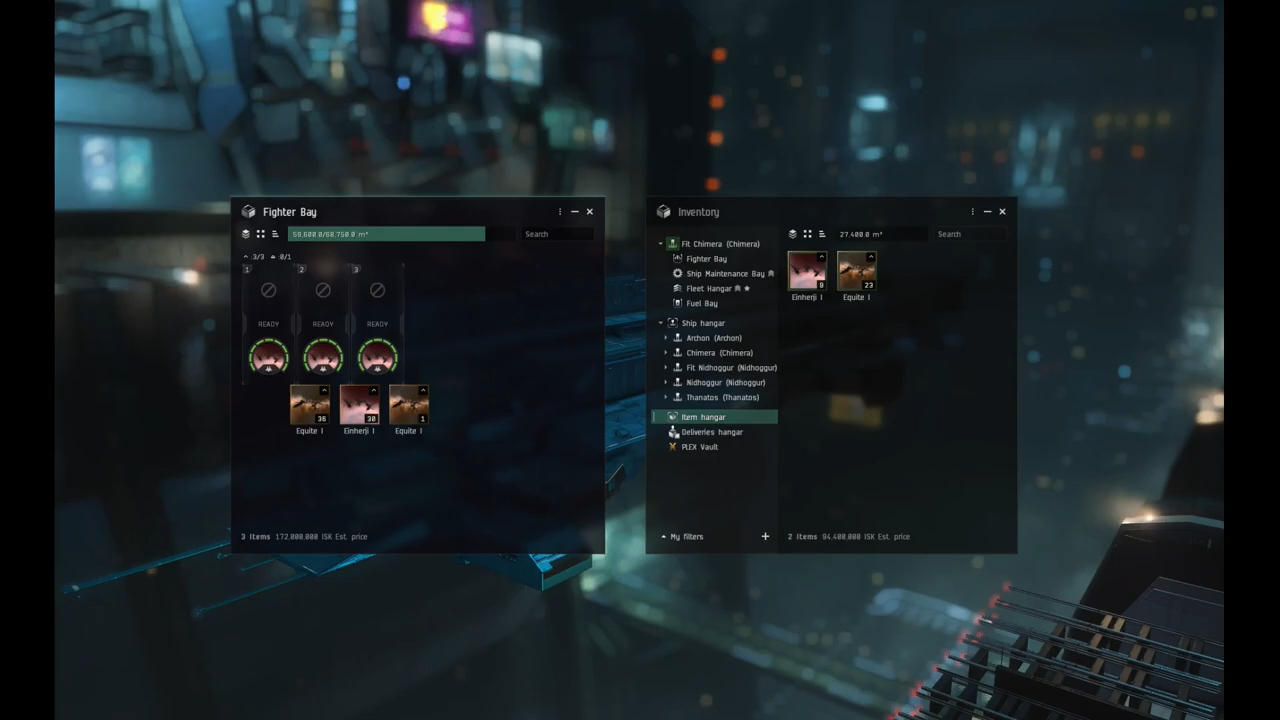 Fighter Bay
59,600.0/68,750.0 m³
Search
3/3 0/1
1 2 3
READY READY READY
36 30 1
Equite I Einherji I Equite I
3 Items 172,000,000 ISK Est. price
Inventory
27,400.0 m³
Search
Fit Chimera (Chimera)
Fighter Bay
Ship Maintenance Bay
Fleet Hangar
Fuel Bay
Ship hangar
Archon (Archon)
Chimera (Chimera)
Fit Nidhoggur (Nidhoggur)
Nidhoggur (Nidhoggur)
Thanatos (Thanatos)
Item hangar
Deliveries hangar
PLEX Vault
My filters
9 23
Einherji I Equite I
2 Items 94,400,000 ISK Est. price